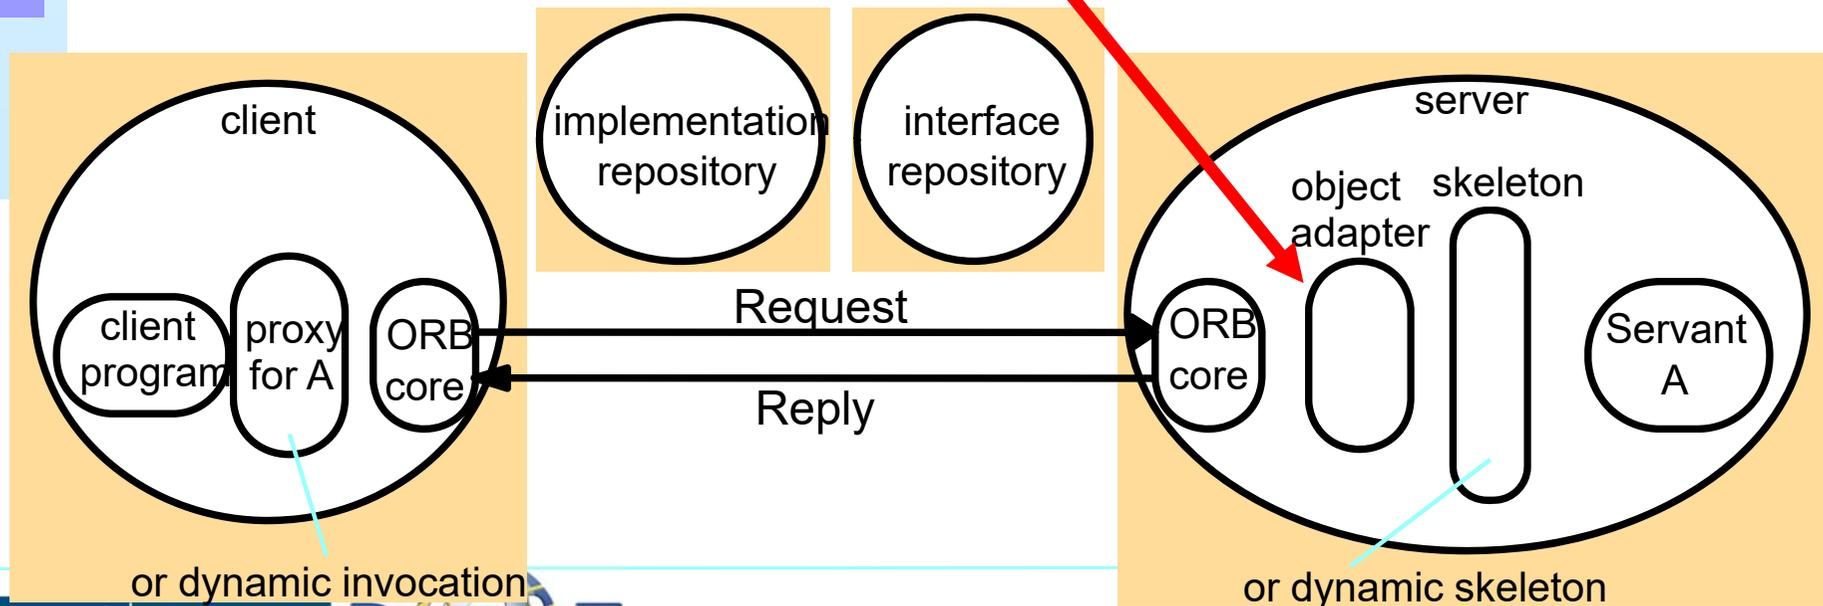 client
client
program
proxy
for A
ORB
core
or dynamic invocation
implementation
repository
interface
repository
Request
Reply
server
object
adapter
skeleton
ORB
core
Servant
A
or dynamic skeleton